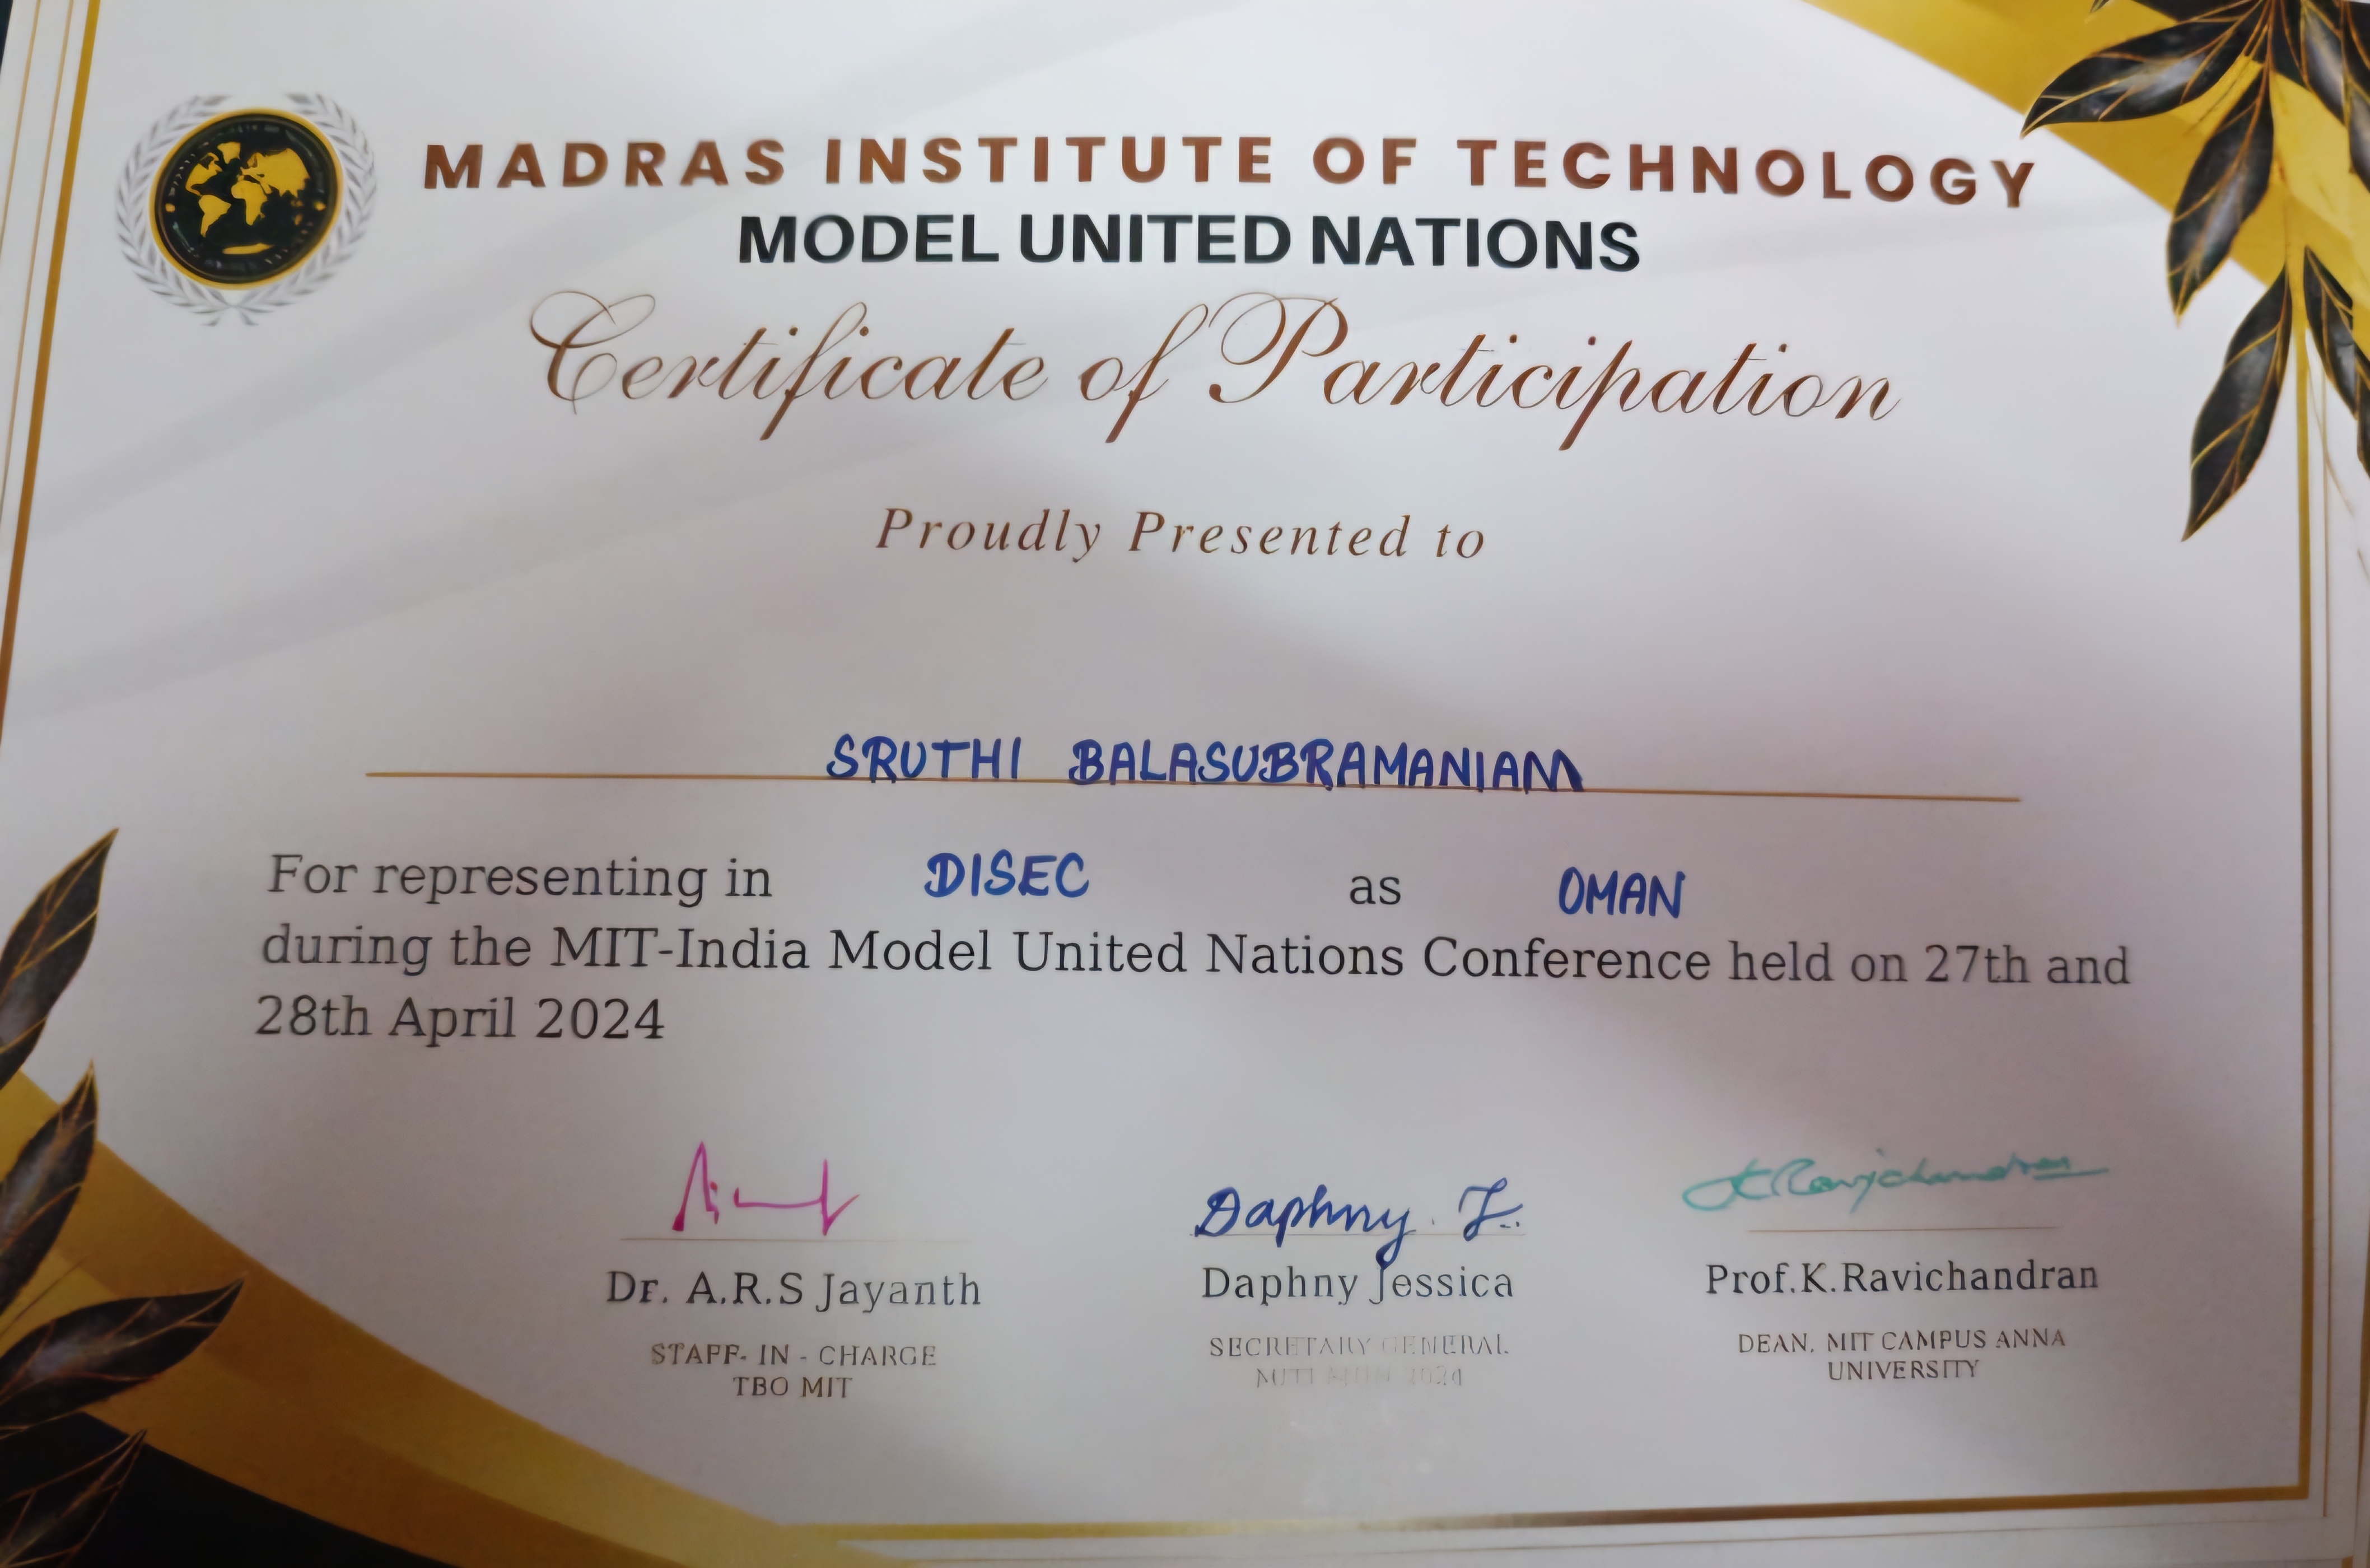 MADRAS INSTITUTE OF TECHNOLOGY
MODEL UNITED NATIONS
Certificate of Participation
Proudly Presented to
SRUTHI BALASUBRAMANIAM
For representing in DISEC as OMAN
during the MIT-India Model United Nations Conference held on 27th and
28th April 2024
Daphny. J.
K Ravichandran
Dr. A.R.S Jayanth
Daphny Jessica
Prof.K.Ravichandran
STAFF- IN - CHARGE
TBO MIT
SECRETARY GENERAL
2024
DEAN, MIT CAMPUS ANNA
UNIVERSITY